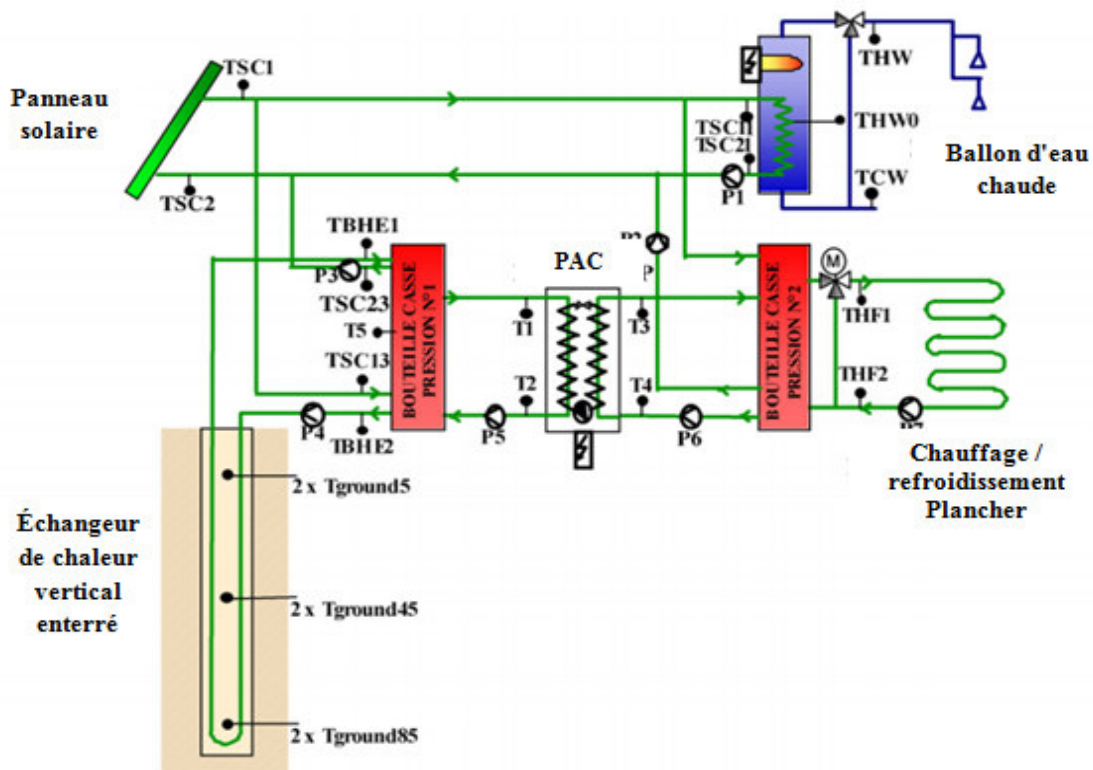 TSC1
Panneau
solaire
TSC2
THW
TSC11
TSC21
THW0
TCW
P1
Ballon d'eau
chaude
TBHE1
P3
TSC23
T5
TSC13
P4
TBHE2
BOUTEILLE CASSE
PRESSION N°1
PAC
T1
T2
T3
T4
P5
P6
P
BOUTEILLE CASSE
PRESSION N°2
M
THF1
THF2
Chauffage /
refroidissement
Plancher
Échangeur
de chaleur
vertical
enterré
2 x Tground5
2 x Tground45
2 x Tground85